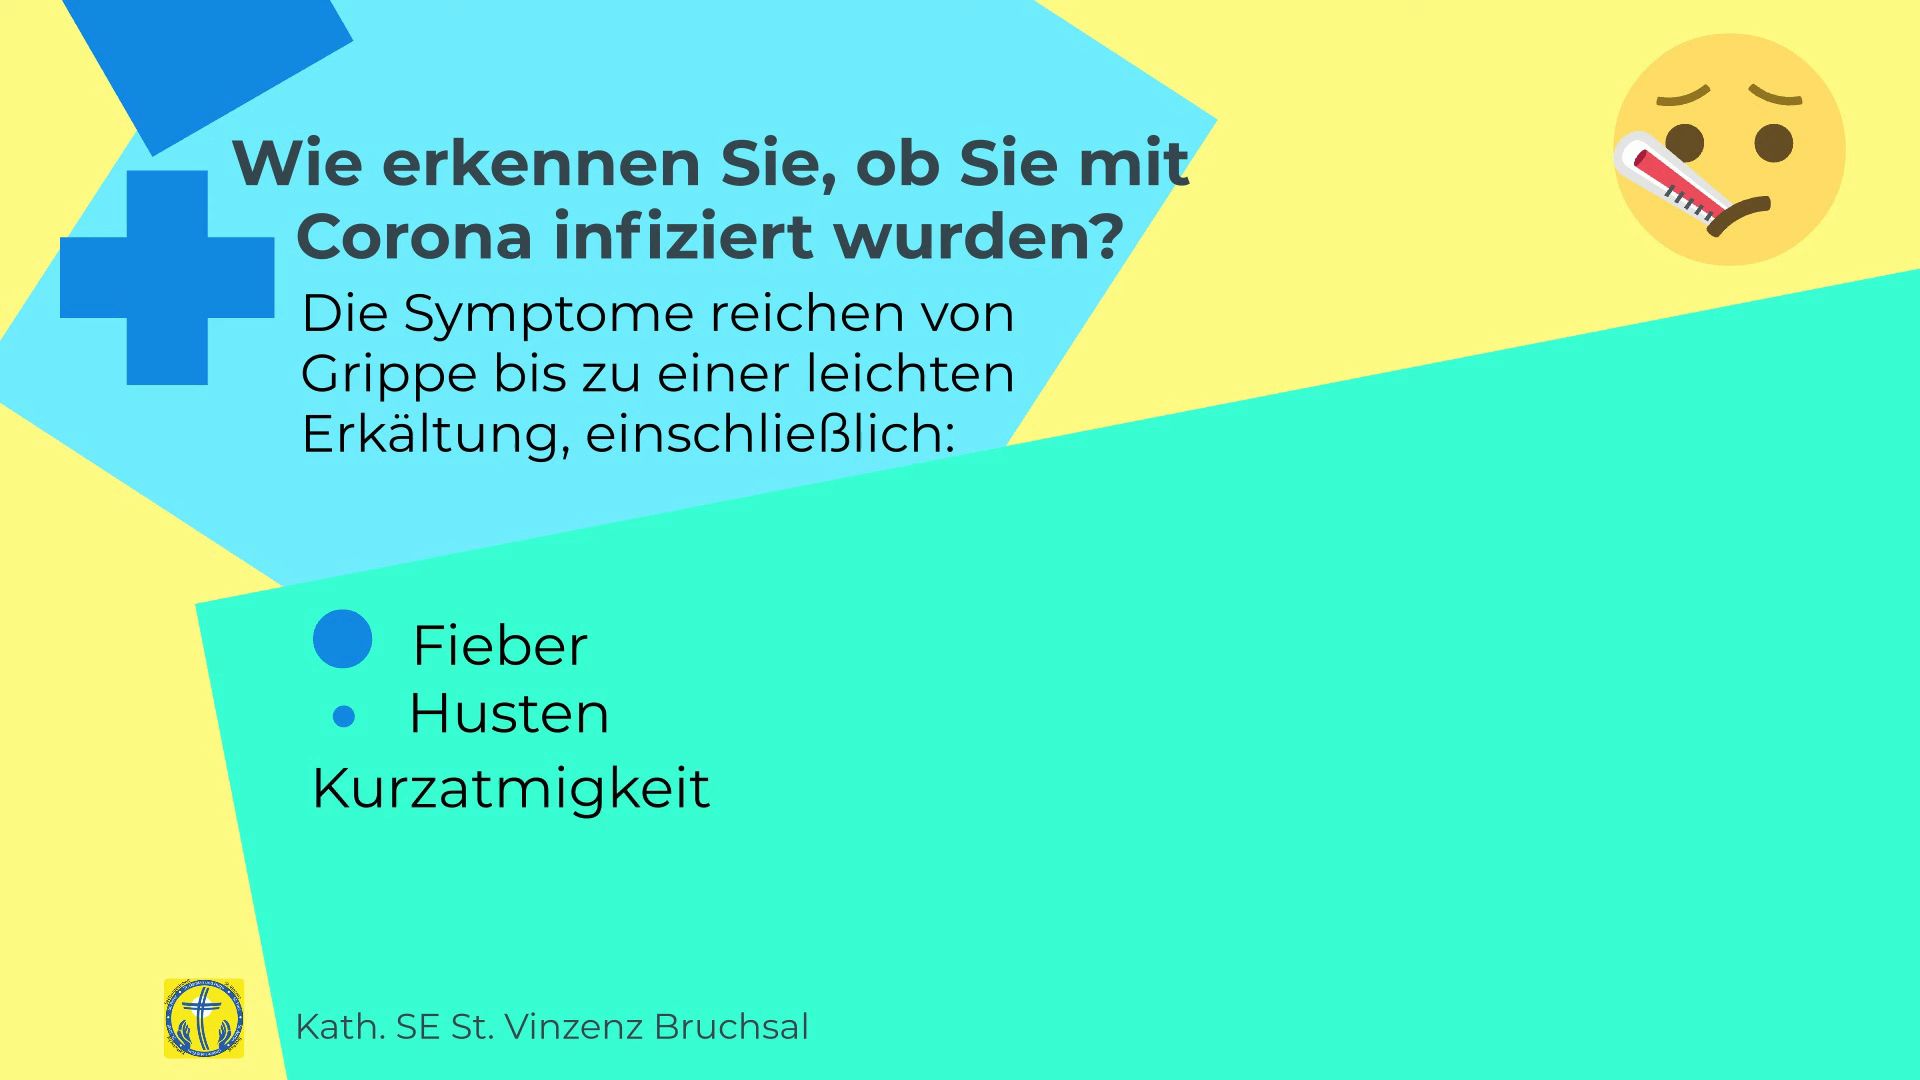 Wie erkennen Sie, ob Sie mit
Corona infiziert wurden?
Die Symptome reichen von
Grippe bis zu einer leichten
Erkältung, einschließlich:
Fieber
Husten
Kurzatmigkeit
Kath. SE St. Vinzenz Bruchsal